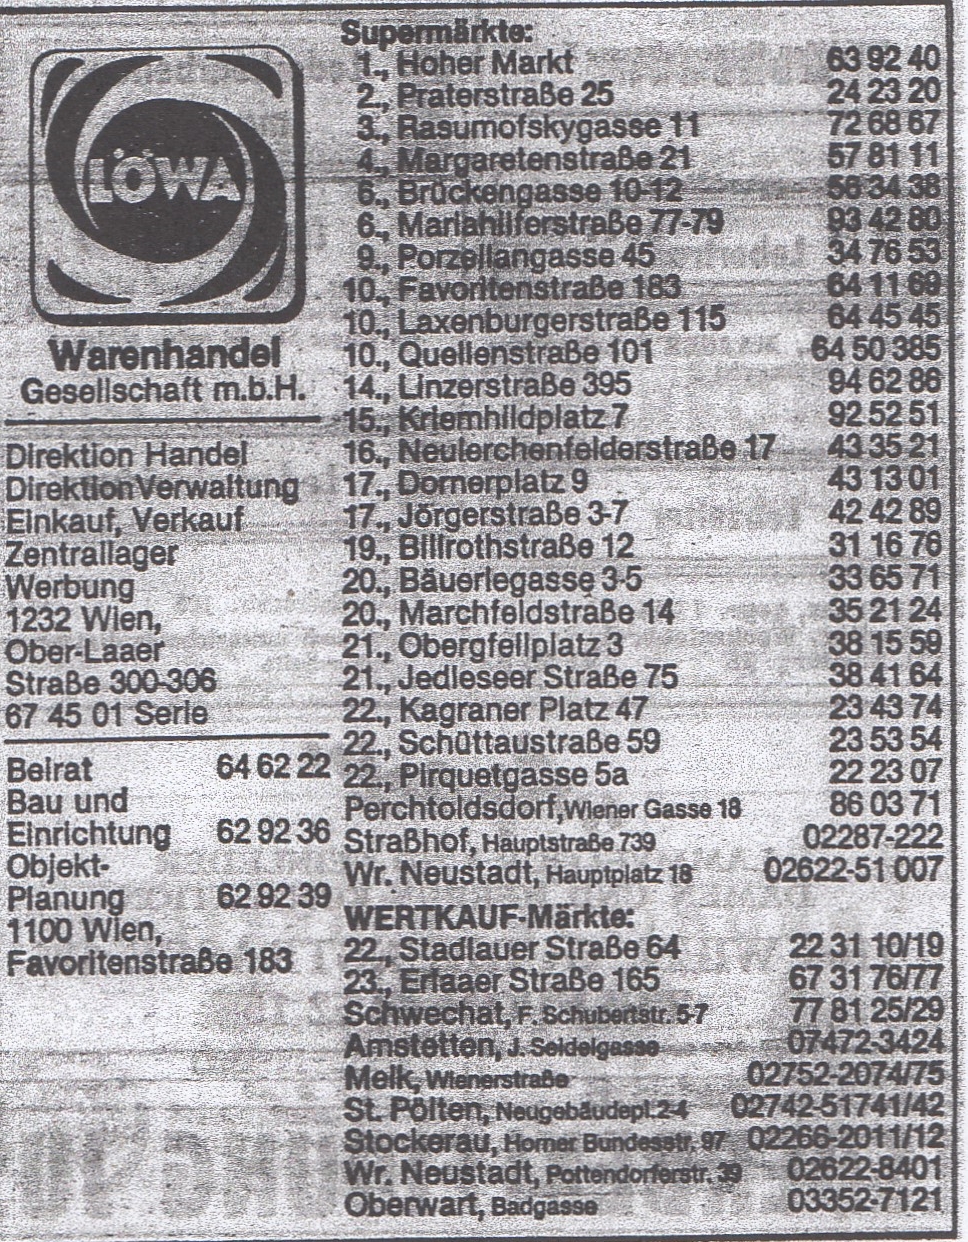 LÖWA
Warenhandel
Gesellschaft m.b.H.
Direktion Handel
Direktion Verwaltung
Einkauf, Verkauf
Zentrallager
Werbung
1232 Wien,
Ober-Laaer
Straße 300-306
67 45 01 Serie
Beirat 64 62 22
Bau und
Einrichtung 62 92 36
Objekt-
Planung 62 92 39
1100 Wien,
Favoritenstraße 183
Supermärkte:
1., Hoher Markt 63 92 40
2., Praterstraße 25 24 23 20
3., Rasumofskygasse 11 72 68 67
4., Margaretenstraße 21 57 81 11
6., Brückengasse 10-12 56 34 38
6., Mariahilferstraße 77-79 93 42 80
9., Porzellangasse 45 34 76 53
10., Favoritenstraße 183 64 11 69
10., Laxenburgerstraße 115 64 45 45
10., Quellenstraße 101 64 50 385
14., Linzerstraße 395 94 62 86
15., Kriemhildplatz 7 92 52 51
16., Neulerchenfelderstraße 17 43 35 21
17., Dornerplatz 9 43 13 01
17., Jörgerstraße 3-7 42 42 89
19., Billrothstraße 12 31 16 76
20., Bäuerlegasse 3-5 33 65 71
20., Marchfeldstraße 14 35 21 24
21., Obergfellplatz 3 38 15 59
21., Jedleseer Straße 75 38 41 64
22., Kagraner Platz 47 23 43 74
22., Schüttaustraße 59 23 53 54
22., Pirquetgasse 5a 22 23 07
Perchtoldsdorf, Wiener Gasse 18 86 03 71
Straßhof, Hauptstraße 739 02287-222
Wr. Neustadt, Hauptplatz 18 02622-51 007
WERTKAUF-Märkte:
22., Stadlauer Straße 64 22 31 10/19
23., Erlaaer Straße 165 67 31 76/77
Schwechat, F. Schubertstr. 5-7 77 81 25/29
Amstetten, J. Seidelgasse 07472-3424
Melk, Wienerstraße 02752-2074/75
St. Pölten, Neugebäudepl. 2-4 02742-51741/42
Stockerau, Horner Bundesstr. 97 02266-2011/12
Wr. Neustadt, Pottendorferstr. 39 02622-8401
Oberwart, Badgasse 03352-7121